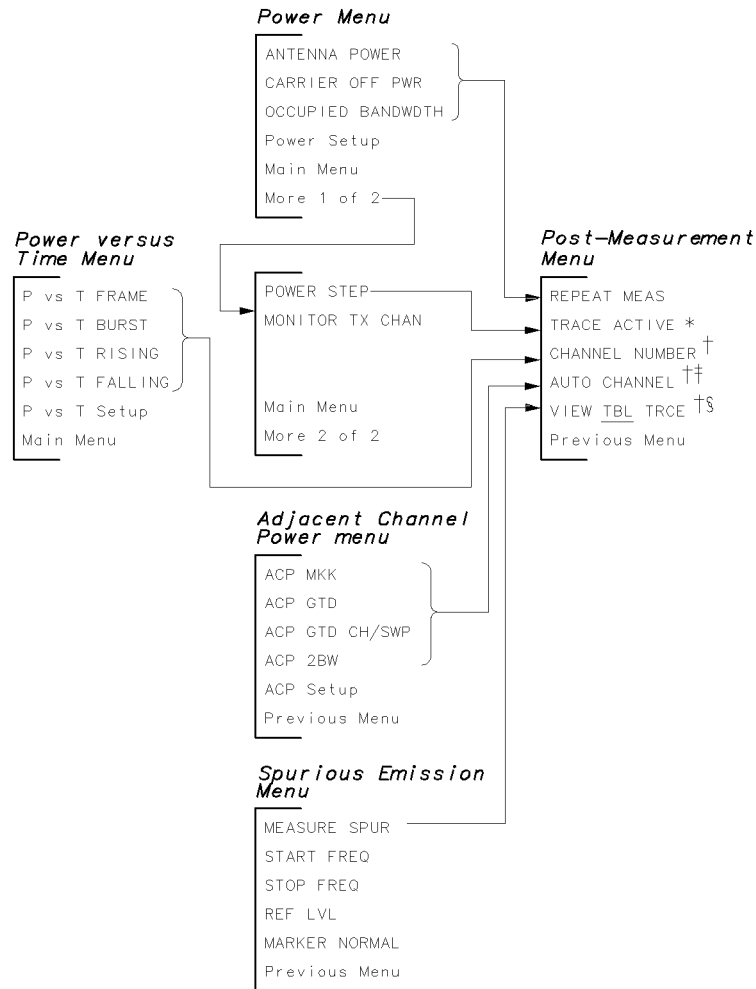 Power Menu
ANTENNA POWER
CARRIER OFF PWR
OCCUPIED BANDWDTH
Power Setup
Main Menu
More 1 of 2
Power versus
Time Menu
P vs T FRAME
P vs T BURST
P vs T RISING
P vs T FALLING
P vs T Setup
Main Menu
POWER STEP
MONITOR TX CHAN
Main Menu
More 2 of 2
Post-Measurement
Menu
REPEAT MEAS
TRACE ACTIVE *
CHANNEL NUMBER †
AUTO CHANNEL †‡
VIEW TBL TRCE †§
Previous Menu
Adjacent Channel
Power menu
ACP MKK
ACP GTD
ACP GTD CH/SWP
ACP 2BW
ACP Setup
Previous Menu
Spurious Emission
Menu
MEASURE SPUR
START FREQ
STOP FREQ
REF LVL
MARKER NORMAL
Previous Menu